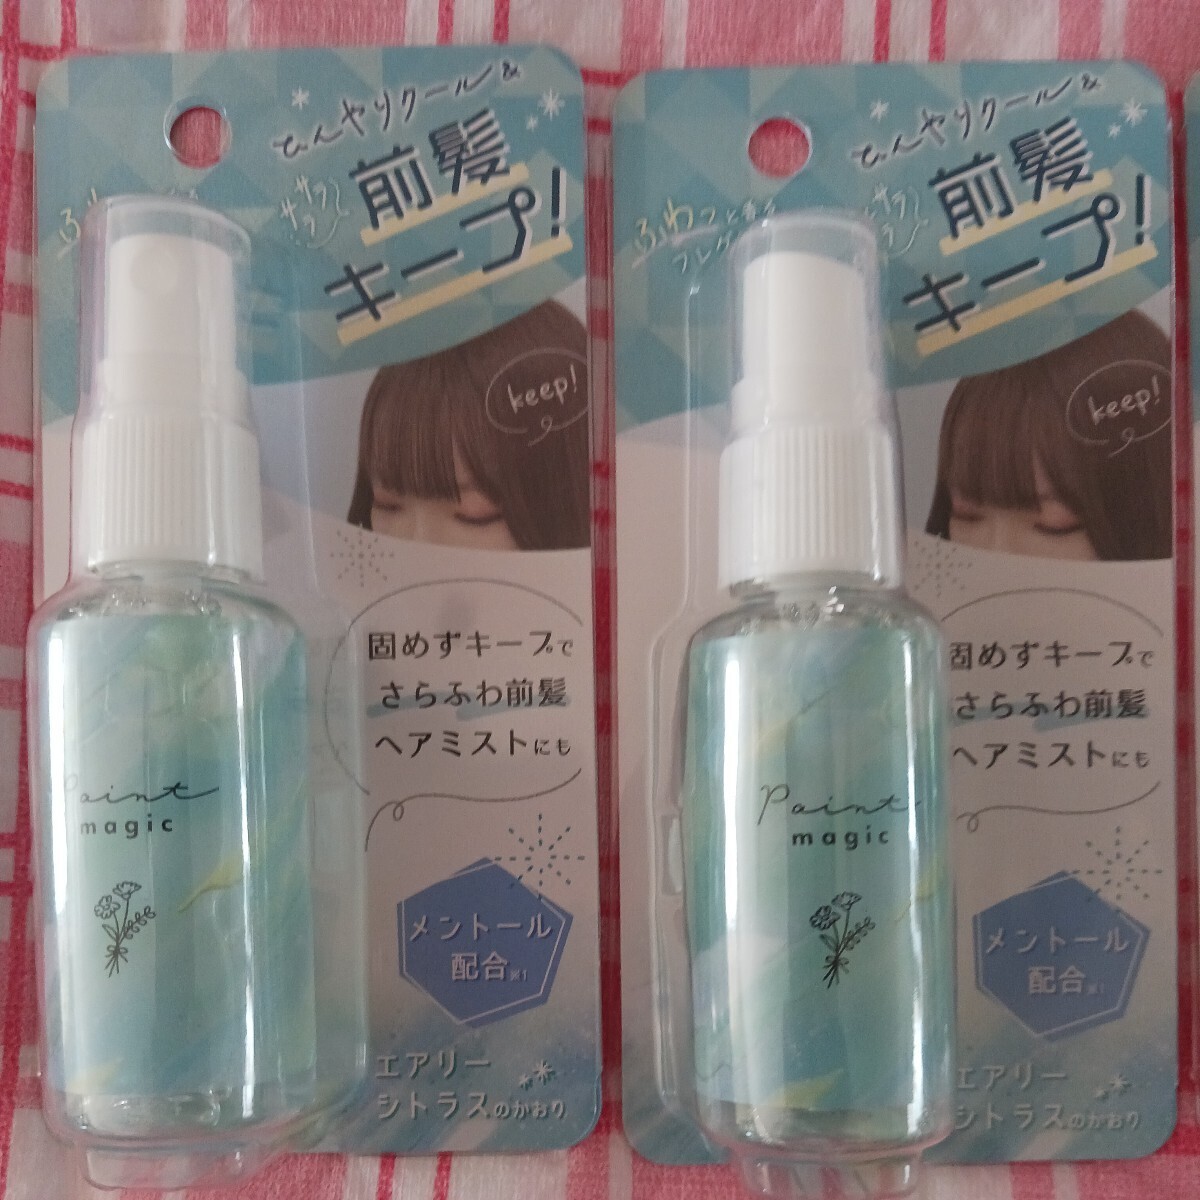 ひんやりクール&
前髪
キープ!
サラ
サラ
ふわ
keep!
固めずキープで
さらふわ前髪
ヘアミストにも
Paint
magic
メントール
配合※1
エアリー
シトラスのかおり
ひんやりクール&
前髪
キープ!
サラ
ふわっと香る
フレグ
keep!
固めずキープで
さらふわ前髪
ヘアミストにも
Paint
magic
メントール
配合※1
エアリー
シトラスのかおり